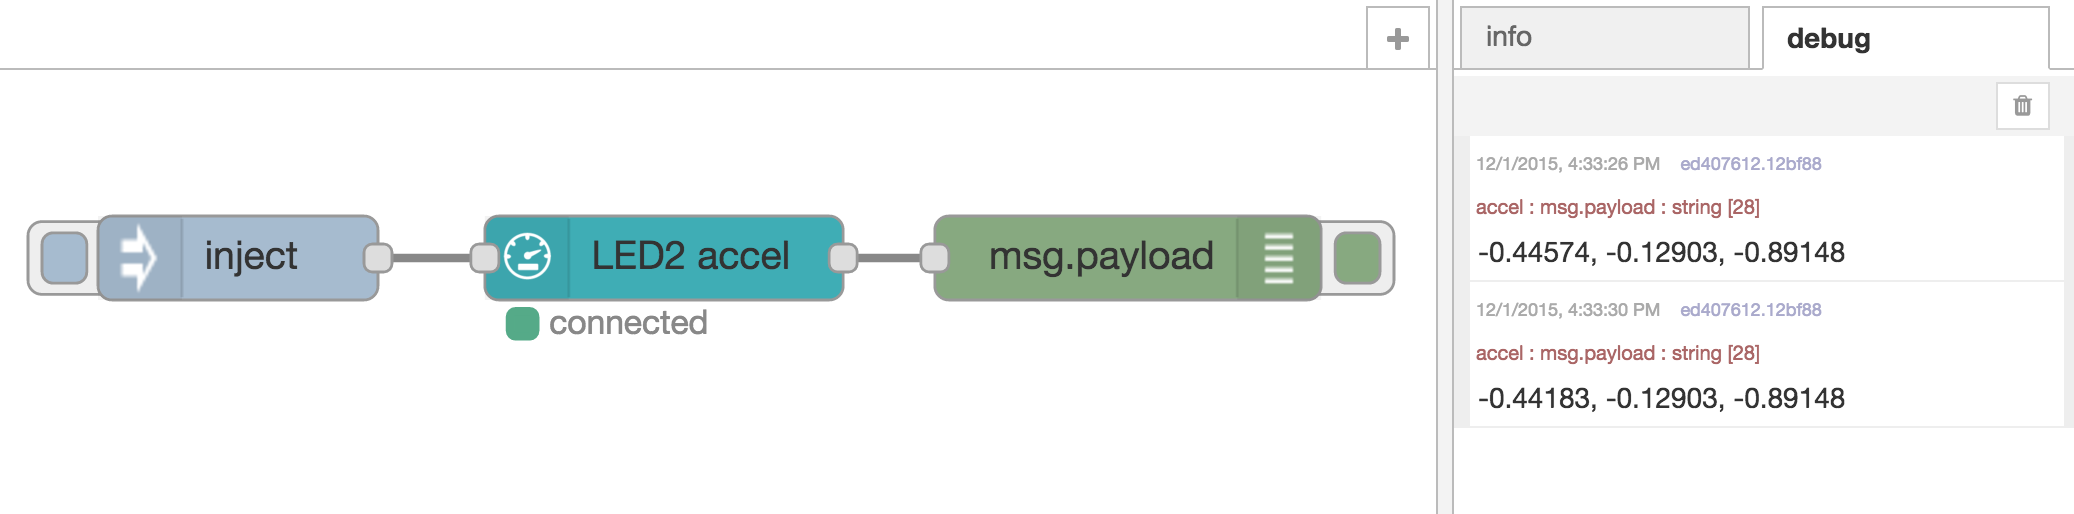 inject
LED2 accel
connected
msg.payload
info
debug
12/1/2015, 4:33:26 PM ed407612.12bf88
accel : msg.payload : string [28]
-0.44574, -0.12903, -0.89148
12/1/2015, 4:33:30 PM ed407612.12bf88
accel : msg.payload : string [28]
-0.44183, -0.12903, -0.89148